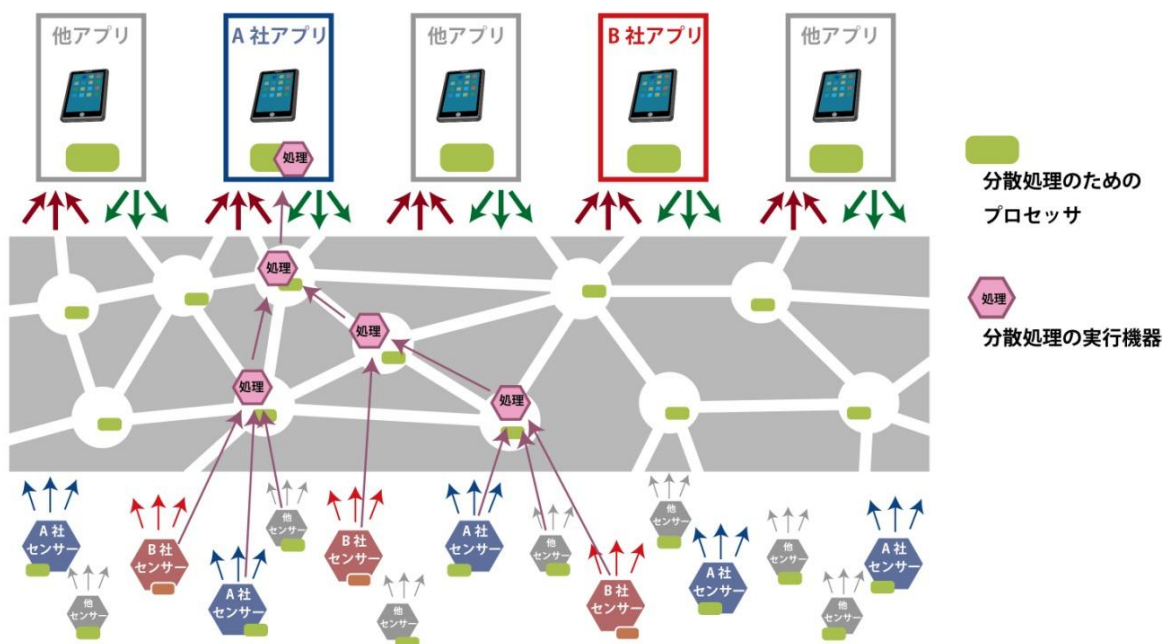 他アプリ
A 社アプリ
他アプリ
B 社アプリ
他アプリ
処理
分散処理のための
プロセッサ
処理
処理
処理
処理
処理
分散処理の実行機器
A 社
センサー
B 社
センサー
他
センサー
B 社
センサー
A 社
センサー
他
センサー
他
センサー
A 社
センサー
他
センサー
A 社
センサー
他
センサー
A 社
センサー
他
センサー
B 社
センサー
他
センサー